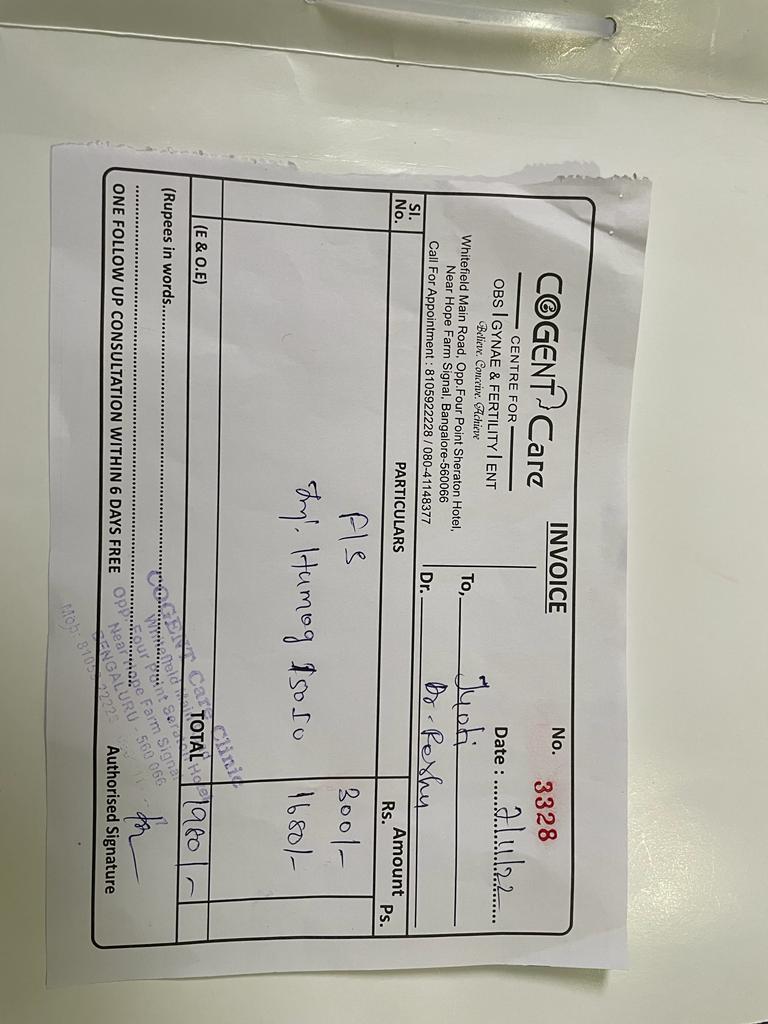 COGENT Care
CENTRE FOR
OBS | GYNAE & FERTILITY | ENT
Believe. Conceive. Achieve
Whitefield Main Road, Opp.Four Point Sheraton Hotel,
Near Hope Farm Signal, Bangalore-560066
Call For Appointment : 8105922228 / 080-41148377
INVOICE
No. 3328
Date : 7/11/22
To, Jyoti
Dr. Dr. Reshu
Sl. No. PARTICULARS Amount Rs. Ps.
F/S 300/-
Inj. Humog 150 IU 1680/-
(E & O.E) TOTAL 1980/-
(Rupees in words
ONE FOLLOW UP CONSULTATION WITHIN 6 DAYS FREE
Authorised Signature
COGENT Care Clinic
Whitefield Main Road
Opp. Four Point Seraton Hotel
Near Hope Farm Signal
BENGALURU - 560 066
Mob: 81059 22228